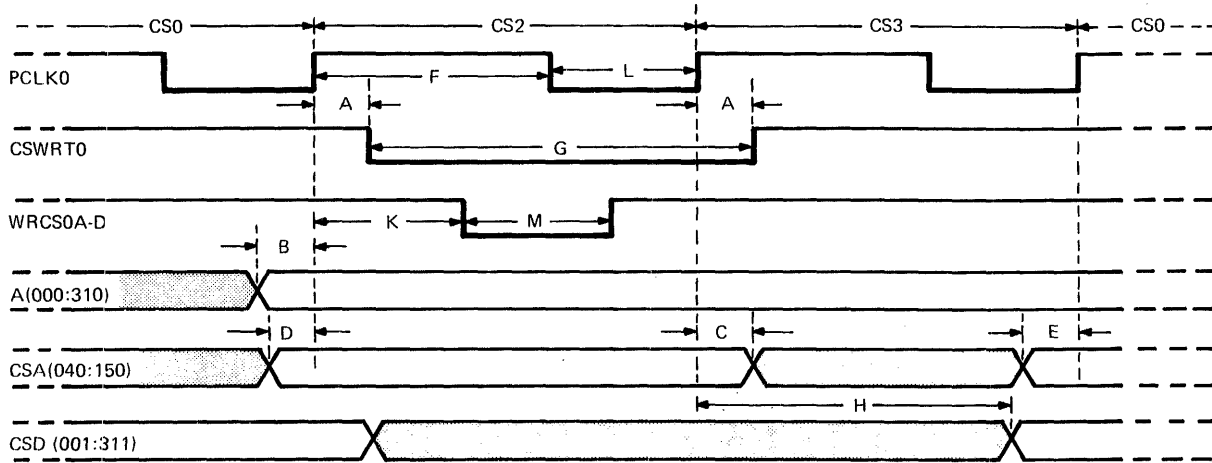 CS0 CS2 CS3 CS0
PCLK0
F L
A A
CSWRT0
G
WRCS0A-D
K M
B
A(000:310)
D C E
CSA(040:150)
H
CSD (001:311)